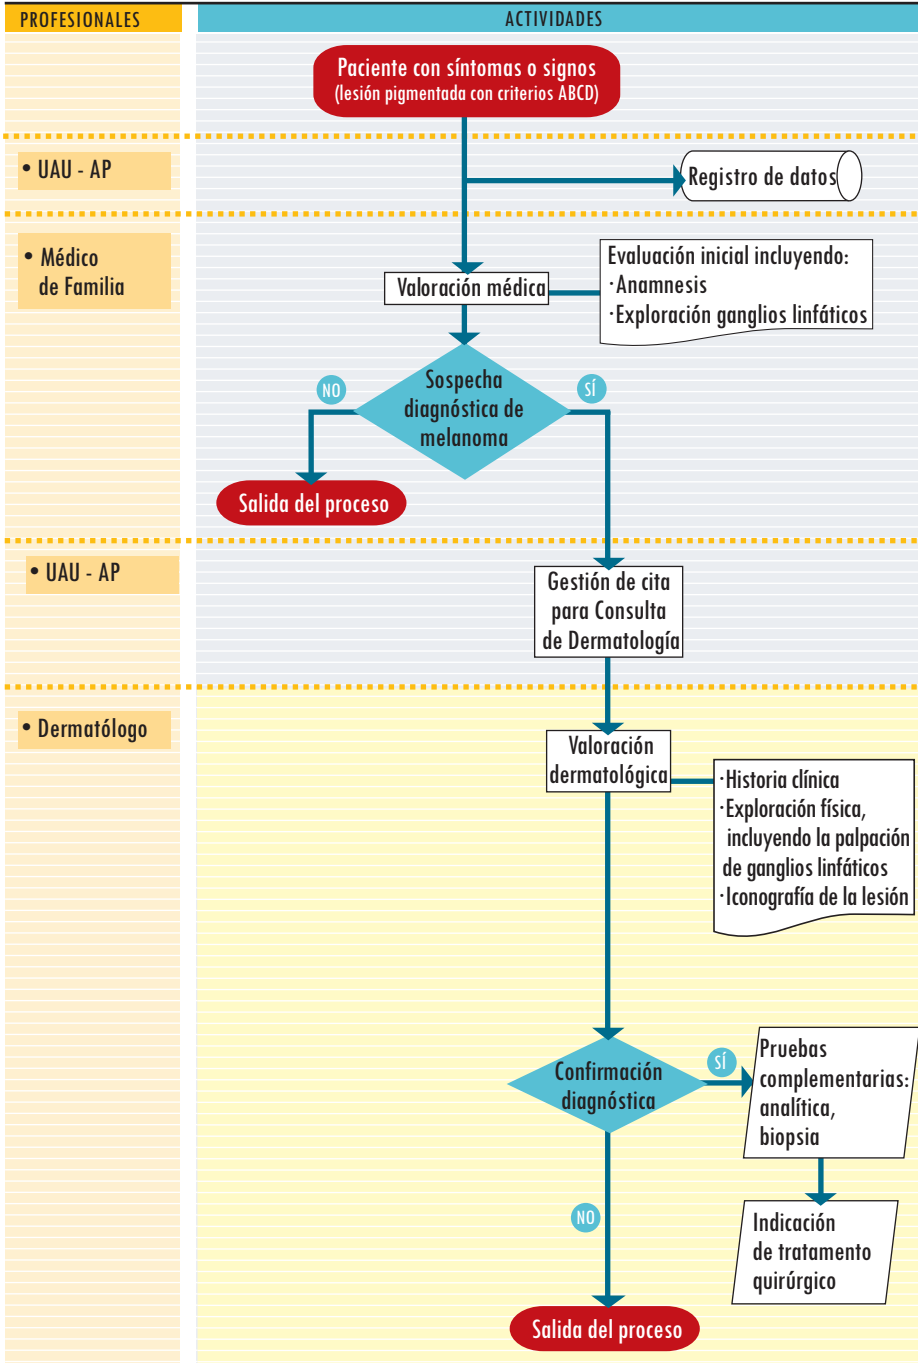 PROFESIONALES
ACTIVIDADES
Paciente con síntomas o signos
(lesión pigmentada con criterios ABCD)
• UAU - AP
Registro de datos
• Médico
de Familia
Valoración médica
Evaluación inicial incluyendo:
·Anamnesis
·Exploración ganglios linfáticos
Sospecha
diagnóstica de
melanoma
NO
SÍ
Salida del proceso
• UAU - AP
Gestión de cita
para Consulta
de Dermatología
• Dermatólogo
Valoración
dermatológica
·Historia clínica
·Exploración física,
incluyendo la palpación
de ganglios linfáticos
·Iconografía de la lesión
Confirmación
diagnóstica
SÍ
Pruebas
complementarias:
analítica,
biopsia
NO
Indicación
de tratamento
quirúrgico
Salida del proceso